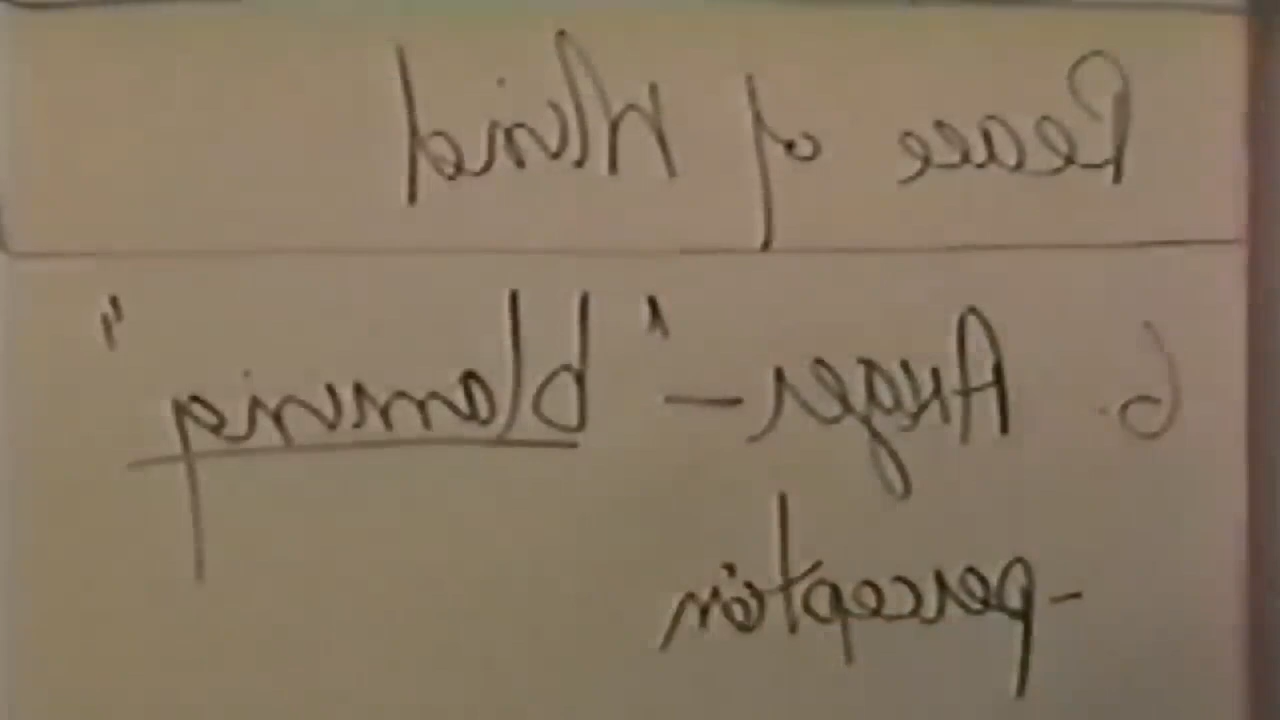 Peace of Mind
6. Anger - "blaming"
- perception